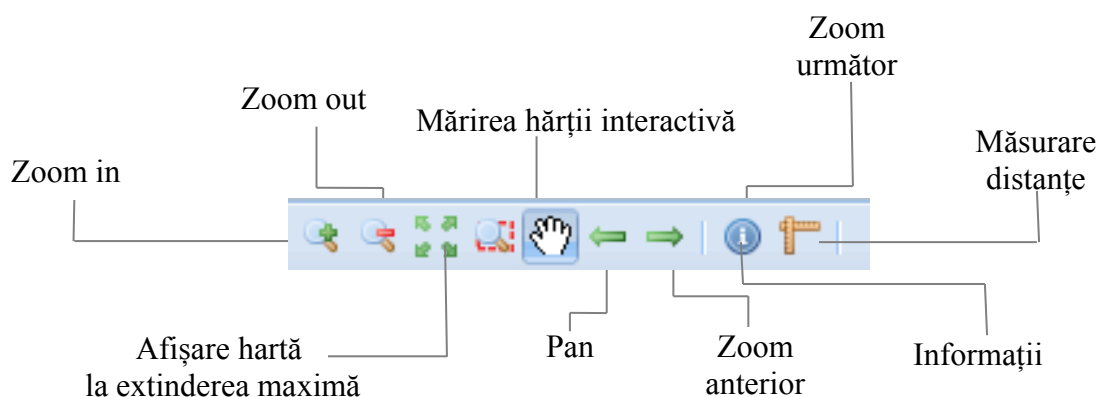 Zoom
următor
Zoom out
Mărirea hărții interactivă
Măsurare
distanțe
Zoom in
Afișare hartă
la extinderea maximă
Pan
Zoom
anterior
Informații